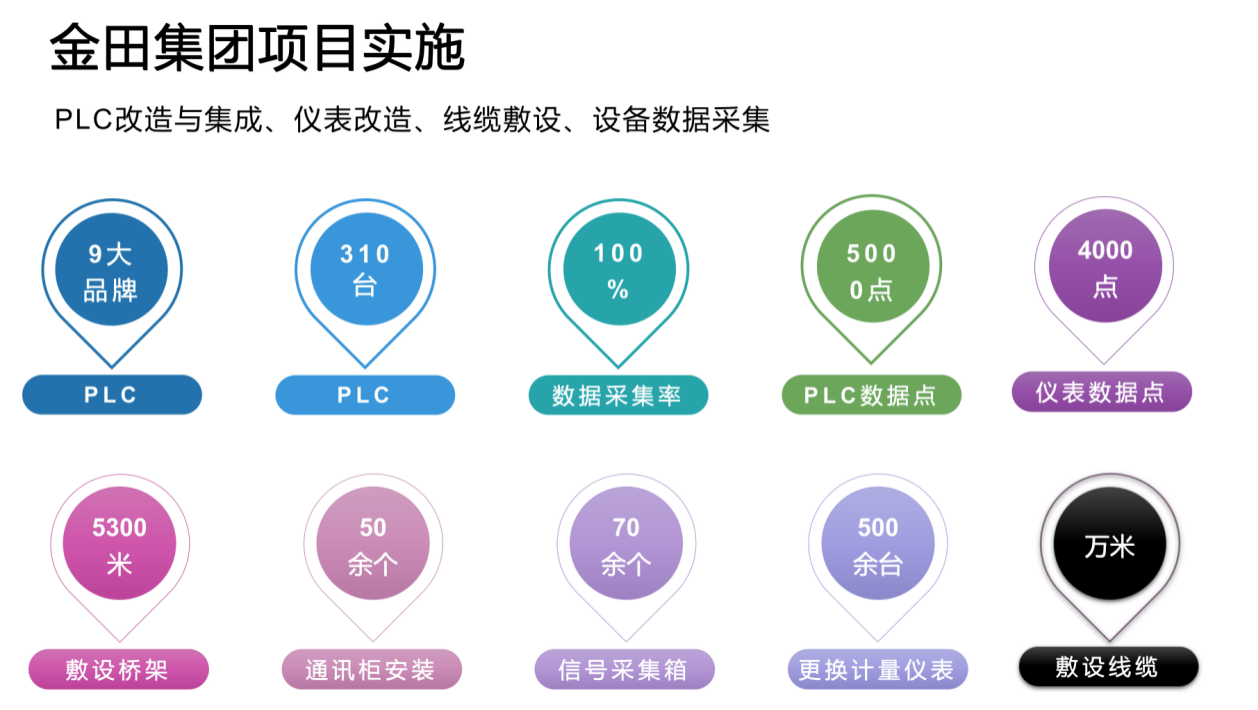 金田集团项目实施
PLC改造与集成、仪表改造、线缆敷设、设备数据采集
9大
品牌
PLC
310
台
PLC
100
%
数据采集率
500
0点
PLC数据点
4000
点
仪表数据点
5300
米
敷设桥架
50
余个
通讯柜安装
70
余个
信号采集箱
500
余台
更换计量仪表
万米
敷设线缆